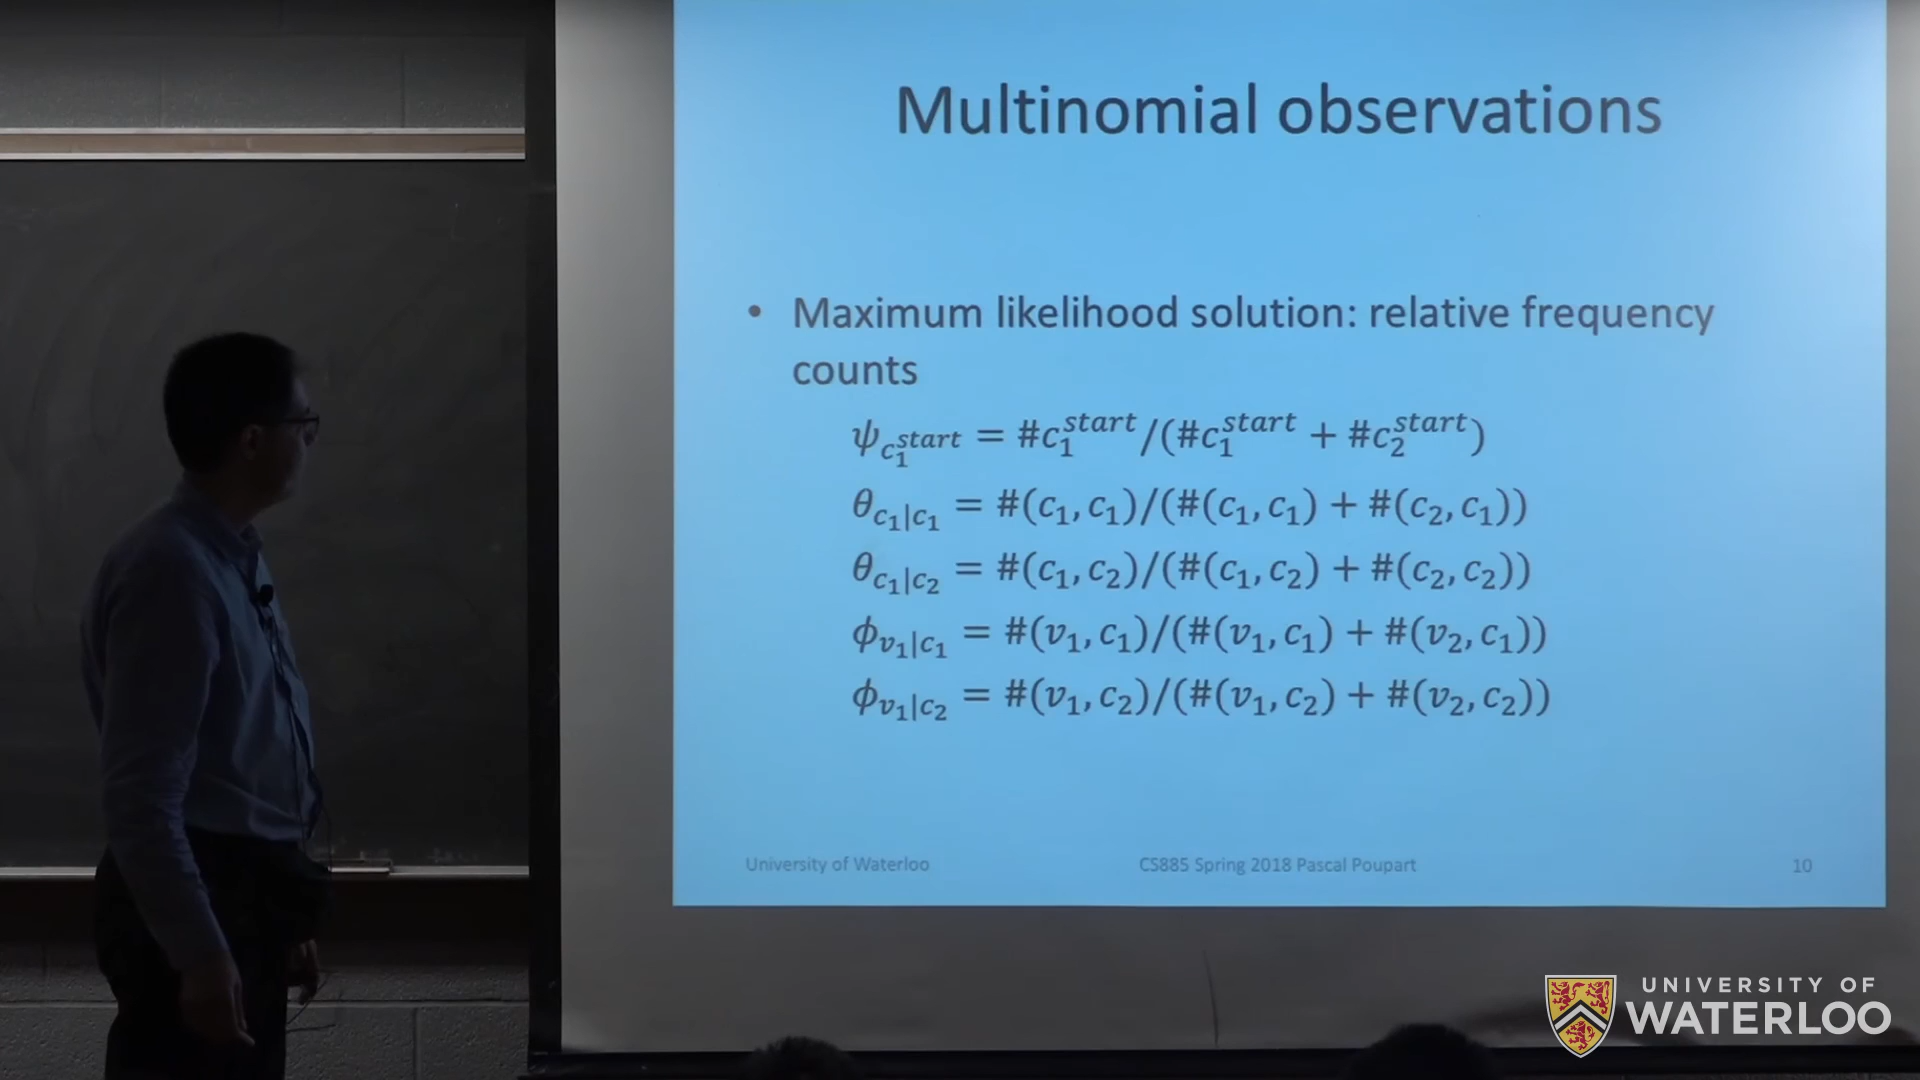 Multinomial observations
• Maximum likelihood solution: relative frequency
counts
ψ_{c_1^{start}} = #c_1^{start}/(#c_1^{start} + #c_2^{start})
θ_{c_1|c_1} = #(c_1, c_1)/(#(c_1, c_1) + #(c_2, c_1))
θ_{c_1|c_2} = #(c_1, c_2)/(#(c_1, c_2) + #(c_2, c_2))
ϕ_{v_1|c_1} = #(v_1, c_1)/(#(v_1, c_1) + #(v_2, c_1))
ϕ_{v_1|c_2} = #(v_1, c_2)/(#(v_1, c_2) + #(v_2, c_2))
University of Waterloo CS885 Spring 2018 Pascal Poupart 10
UNIVERSITY OF
WATERLOO